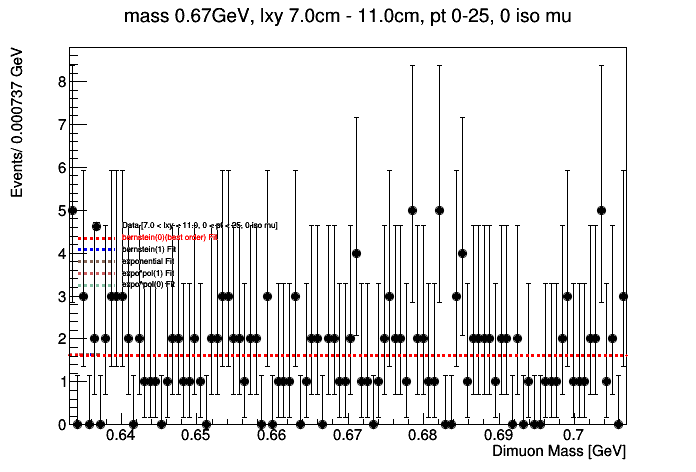 mass 0.67GeV, lxy 7.0cm - 11.0cm, pt 0-25, 0 iso mu
Events/ 0.000737 GeV
8
7
6
5
4
3
2
1
0
Data [7.0 < lxy < 11.0, 0 < pt < 25, 0 iso mu]
bernstein(0)(best order) Fit
bernstein(1) Fit
exponential Fit
expo*pol(1) Fit
expo*pol(0) Fit
0.64 0.65 0.66 0.67 0.68 0.69 0.7
Dimuon Mass [GeV]